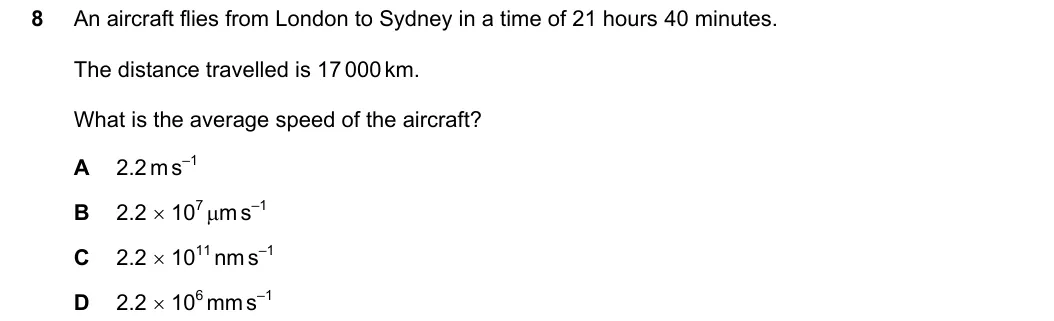 8 An aircraft flies from London to Sydney in a time of 21 hours 40 minutes.
The distance travelled is 17 000 km.
What is the average speed of the aircraft?
A 2.2 m s⁻¹
B 2.2 × 10⁷ μm s⁻¹
C 2.2 × 10¹¹ nm s⁻¹
D 2.2 × 10⁶ mm s⁻¹